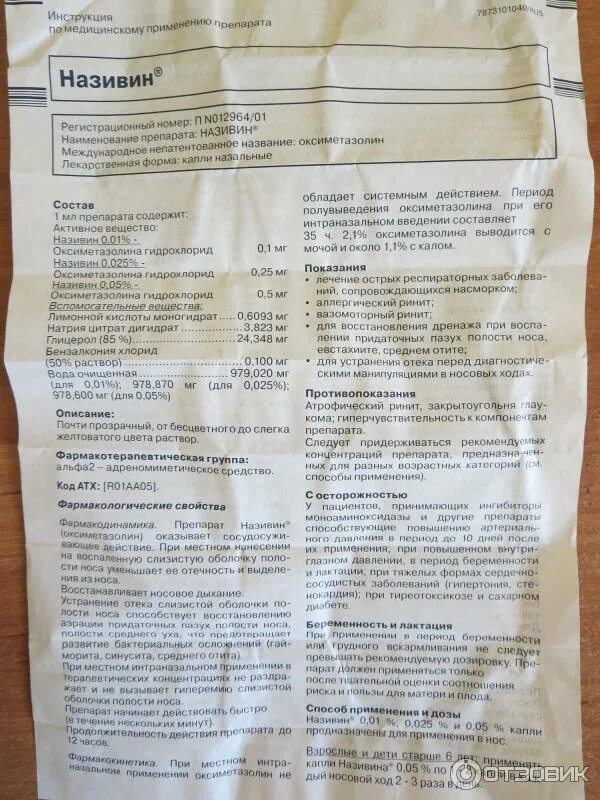 Инструкция
по медицинскому применению препарата
7873101040/RUS
Називин®
Регистрационный номер: П N012964/01
Наименование препарата: НАЗИВИН®
Международное непатентованное название: оксиметазолин
Лекарственная форма: капли назальные
Состав
1 мл препарата содержит:
Активное вещество:
Називин 0,01% -
Оксиметазолина гидрохлорид 0,1 мг
Називин 0,025% -
Оксиметазолина гидрохлорид 0,25 мг
Називин 0,05% -
Оксиметазолина гидрохлорид 0,5 мг
Вспомогательные вещества:
Лимонной кислоты моногидрат ......0,6093 мг
Натрия цитрат дигидрат ..................3,823 мг
Глицерол (85 %) ..........................24,348 мг
Бензалкония хлорид
(50% раствор) ..............................0,100 мг
Вода очищенная .........................979,020 мг
(для 0,01%); 978,870 мг (для 0,025%);
978,600 мг (для 0,05%)
Описание:
Почти прозрачный, от бесцветного до слегка
желтоватого цвета раствор.
Фармакотерапевтическая группа:
альфа2 – адреномиметическое средство.
Код АТХ: [R01AA05].
Фармакологические свойства
Фармакодинамика. Препарат Називин®
(оксиметазолин) оказывает сосудосужи-
вающее действие. При местном нанесении
на воспаленную слизистую оболочку полос-
ти носа уменьшает ее отечность и выделе-
ния из носа.
Восстанавливает носовое дыхание.
Устранение отека слизистой оболочки по-
лости носа способствует восстановлению
аэрации придаточных пазух полости носа,
полости среднего уха, что предотвращает
развитие бактериальных осложнений (гай-
морита, синусита, среднего отита).
При местном интраназальном применении в
терапевтических концентрациях не раздра-
жает и не вызывает гиперемию слизистой
оболочки полости носа.
Препарат начинает действовать быстро
(в течение нескольких минут).
Продолжительность действия препарата до
12 часов.
Фармакокинетика. При местном интра-
назальном применении оксиметазолин не
обладает системным действием. Период
полувыведения оксиметазолина при его
интраназальном введении составляет
35 ч. 2,1% оксиметазолина выводится с
мочой и около 1,1% с калом.
Показания
• лечение острых респираторных заболева-
ний, сопровождающихся насморком;
• аллергический ринит;
• вазомоторный ринит;
• для восстановления дренажа при воспа-
лении придаточных пазух полости носа,
евстахиите, среднем отите;
• для устранения отека перед диагностиче-
скими манипуляциями в носовых ходах.
Противопоказания
Атрофический ринит, закрытоугольня глау-
кома; гиперчувствительность к компонентам
препарата.
Следует придерживаться рекомендуемых
концентраций препарата, предназначен-
ных для разных возрастных категорий (см.
способы применения).
С осторожностью
У пациентов, принимающих ингибиторы
моноаминоксидазы и другие препараты
способствующие повышению артериаль-
ного давления в период до 10 дней после
их применения; при повышенном внутри-
глазном давлении, в период беременности
и лактации, при тяжелых формах сердечно-
сосудистых заболеваний (гипертония, сте-
нокардия); при тиреотоксикозе и сахарном
диабете.
Беременность и лактация
При применении в период беременности
или грудного вскармливания не следует
превышать рекомендуемую дозировку. Пре-
парат должен применяться только
после тщательной оценки соотношения
риска и пользы для матери и плода.
Способ применения и дозы
Називин® 0,01 %, 0,025 % и 0,05 % капли
предназначены для применения в нос.
Взрослые и дети старше 6 лет: применять
капли Називина® 0,05% по
дый носовой ход 2 - 3 раза в день.
ОТЗОВИК